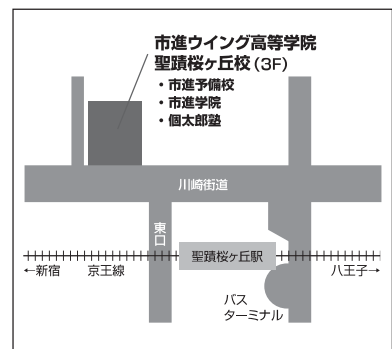 市進ウイング高等学院
聖蹟桜ヶ丘校(3F)
・市進予備校
・市進学院
・個太郎塾
川崎街道
東口
聖蹟桜ヶ丘駅
←新宿
京王線
八王子→
バス
ターミナル